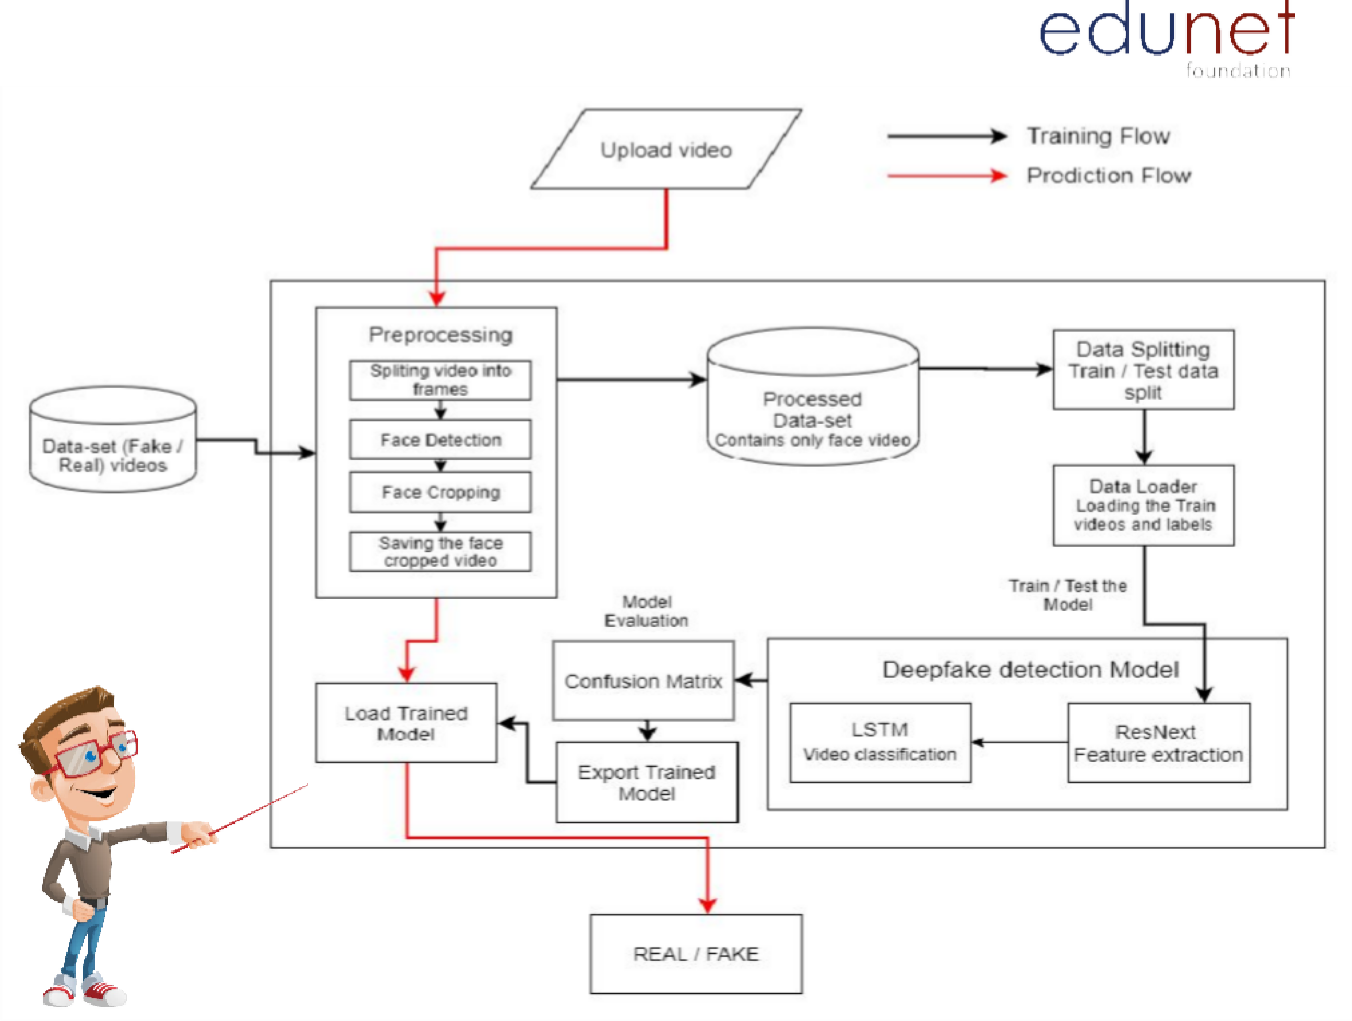 edunet
foundation
Upload video
Training Flow
Prodiction Flow
Preprocessing
Spliting video into
frames
Face Detection
Face Cropping
Saving the face
cropped video
Data-set (Fake /
Real) videos
Processed
Data-set
Contains only face video
Data Splitting
Train / Test data
split
Data Loader
Loading the Train
videos and labels
Train / Test the
Model
Model
Evaluation
Confusion Matrix
Export Trained
Model
Load Trained
Model
Deepfake detection Model
LSTM
Video classification
ResNext
Feature extraction
REAL / FAKE